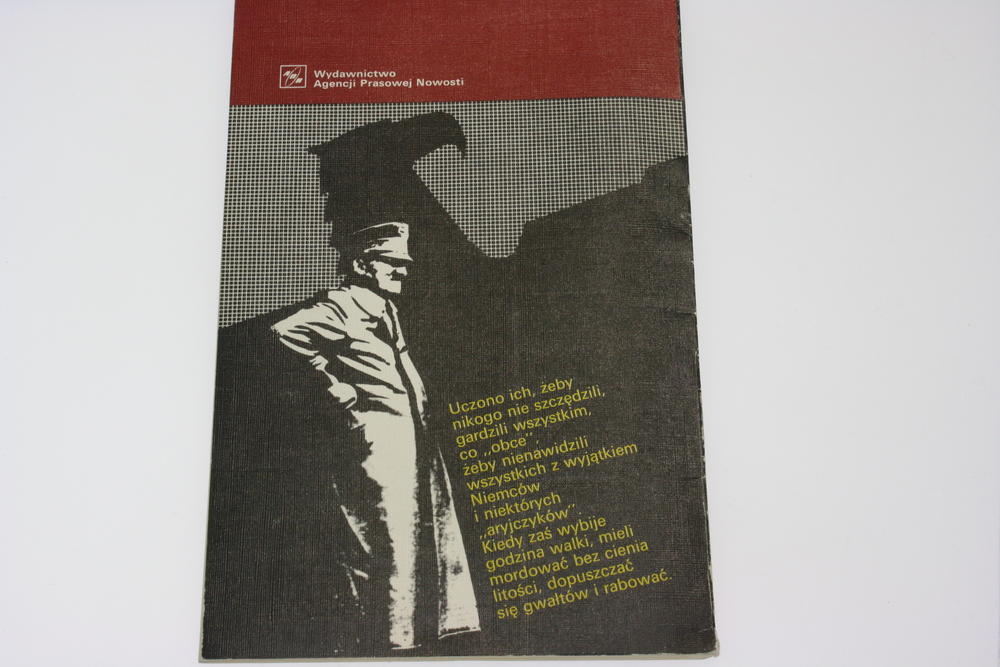 Wydawnictwo
Agencji Prasowej Nowosti
Uczono ich, żeby
nikogo nie szczędzili,
gardzili wszystkim,
co „obce”,
żeby nienawidzili
wszystkich z wyjątkiem
Niemców
i niektórych
„aryjczyków”.
Kiedy zaś wybije
godzina walki, mieli
mordować bez cienia
litości, dopuszczać
się gwałtów i rabować.